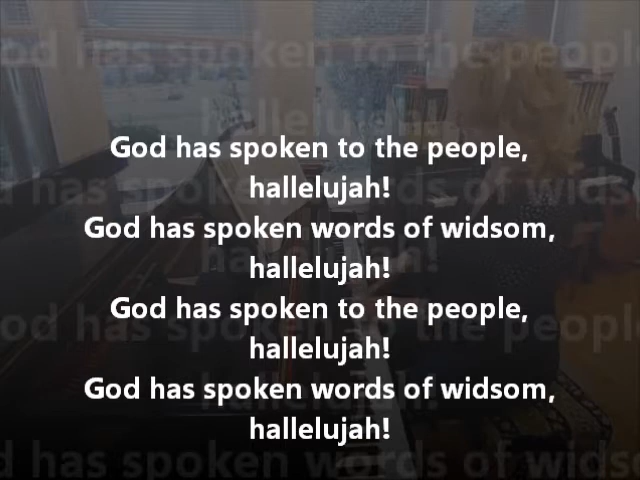 God has spoken to the people,
hallelujah!
God has spoken words of widsom,
hallelujah!
God has spoken to the people,
hallelujah!
God has spoken words of widsom,
hallelujah!